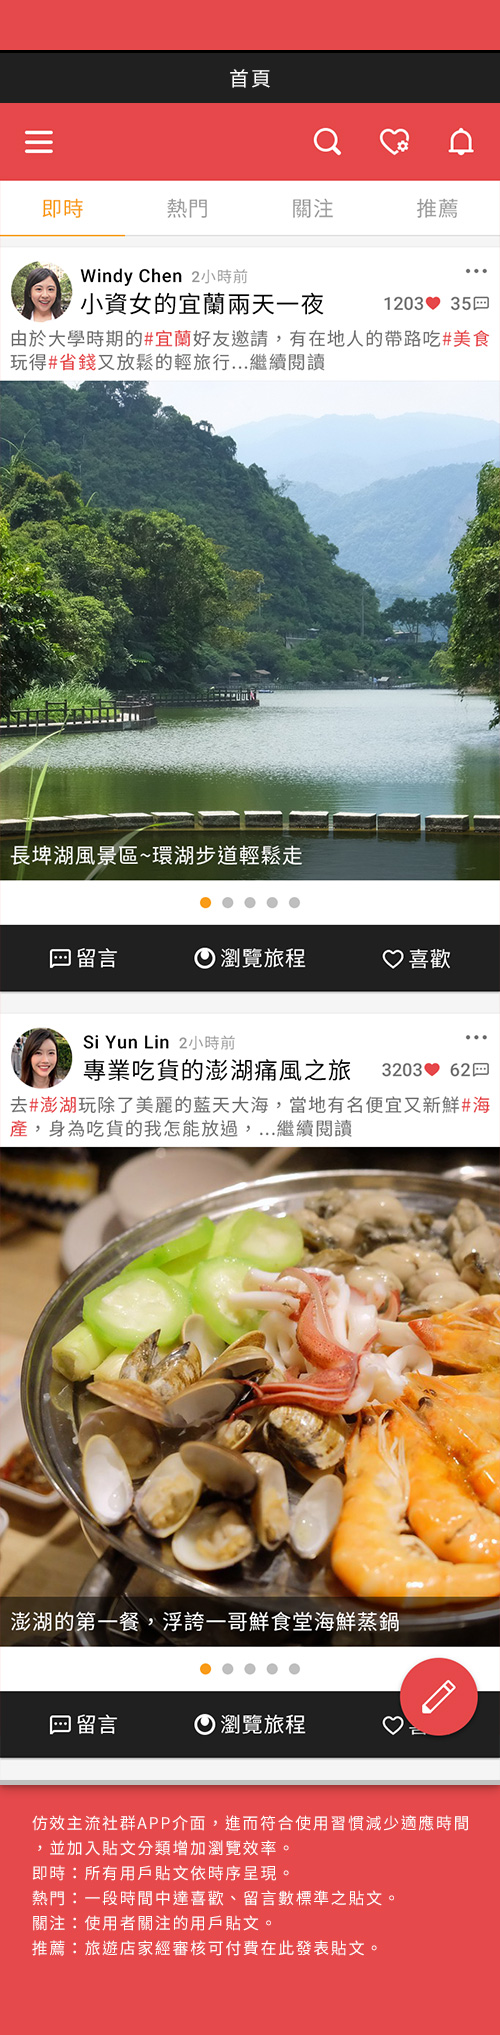 首頁
即時 熱門 關注 推薦
Windy Chen 2小時前
小資女的宜蘭兩天一夜 1203 35
由於大學時期的#宜蘭好友邀請，有在地人的帶路吃#美食
玩得#省錢又放鬆的輕旅行...繼續閱讀
長埤湖風景區~環湖步道輕鬆走
留言 瀏覽旅程 喜歡
Si Yun Lin 2小時前
專業吃貨的澎湖痛風之旅 3203 62
去#澎湖玩除了美麗的藍天大海，當地有名便宜又新鮮#海
產，身為吃貨的我怎能放過，...繼續閱讀
澎湖的第一餐，浮誇一哥鮮食堂海鮮蒸鍋
留言 瀏覽旅程
仿效主流社群APP介面，進而符合使用習慣減少適應時間
，並加入貼文分類增加瀏覽效率。
即時：所有用戶貼文依時序呈現。
熱門：一段時間中達喜歡、留言數標準之貼文。
關注：使用者關注的用戶貼文。
推薦：旅遊店家經審核可付費在此發表貼文。